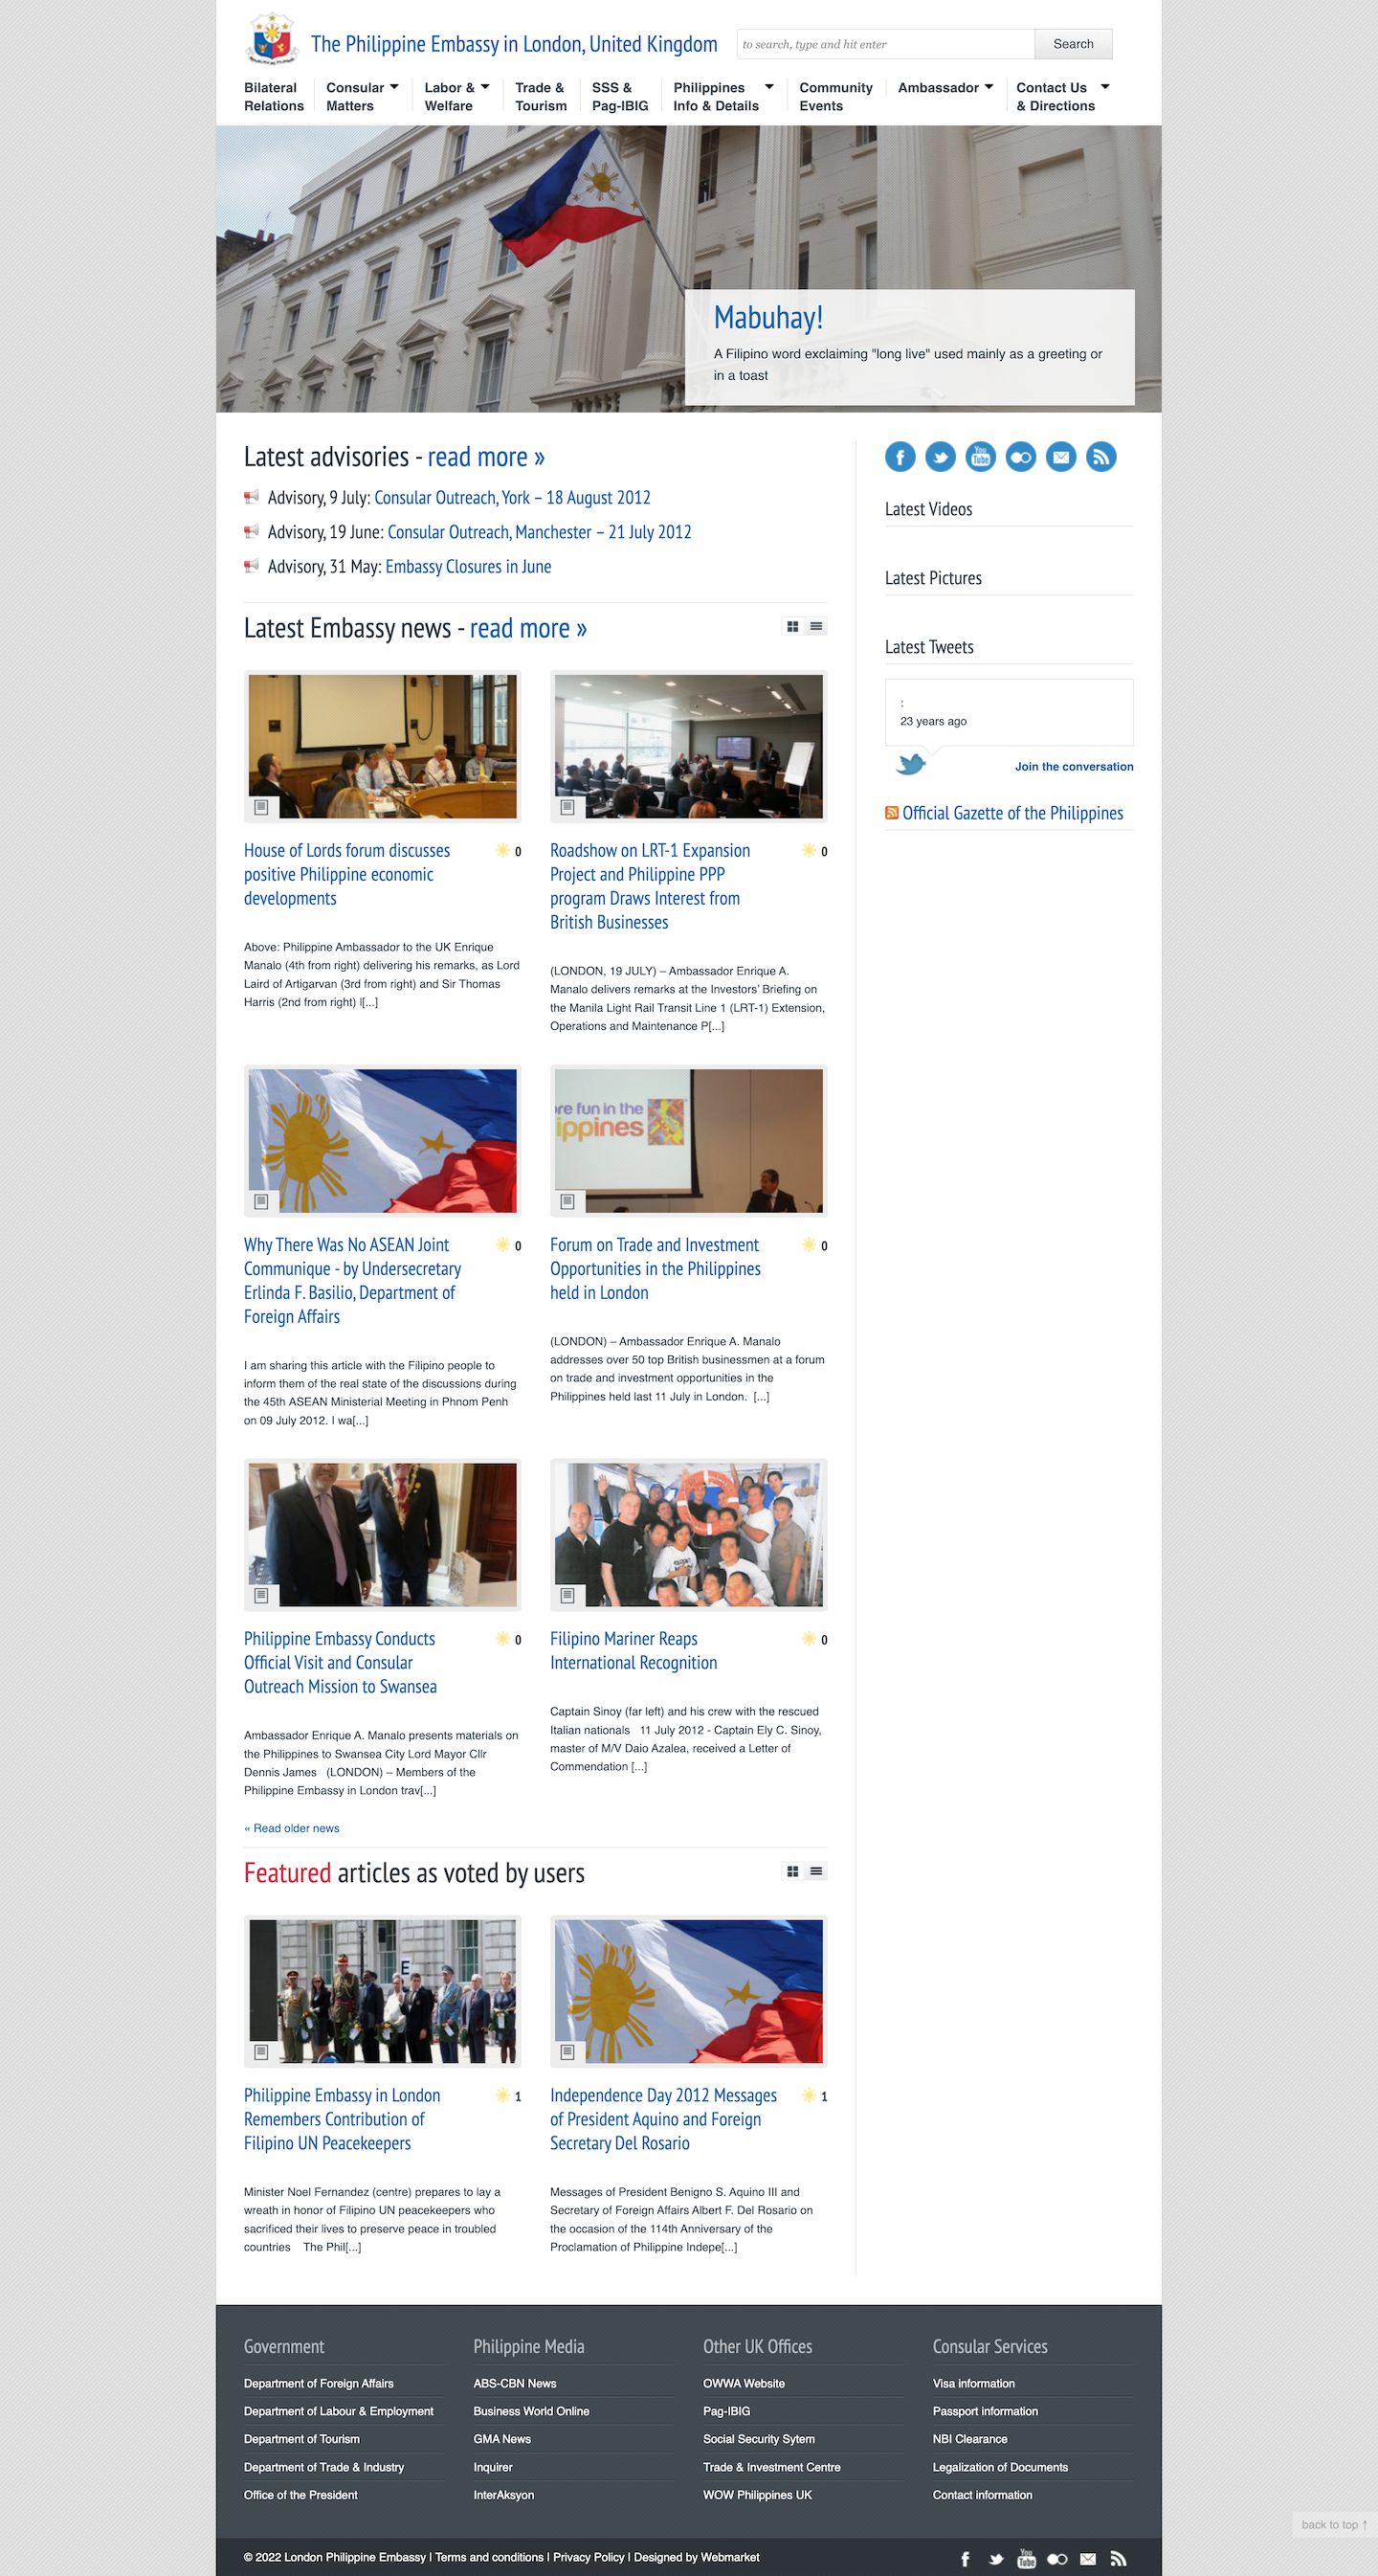 The Philippine Embassy in London, United Kingdom
to search, type and hit enter
Search
Bilateral
Relations
Consular
Matters
Labor &
Welfare
Trade &
Tourism
SSS &
Pag-IBIG
Philippines
Info & Details
Community
Events
Ambassador
Contact Us
& Directions
Mabuhay!
A Filipino word exclaiming "long live" used mainly as a greeting or
in a toast
Latest advisories - read more »
Advisory, 9 July: Consular Outreach, York – 18 August 2012
Advisory, 19 June: Consular Outreach, Manchester – 21 July 2012
Advisory, 31 May: Embassy Closures in June
Latest Embassy news - read more »
House of Lords forum discusses
positive Philippine economic
developments
0
Above: Philippine Ambassador to the UK Enrique
Manalo (4th from right) delivering his remarks, as Lord
Laird of Artigarvan (3rd from right) and Sir Thomas
Harris (2nd from right) l[...]
Roadshow on LRT-1 Expansion
Project and Philippine PPP
program Draws Interest from
British Businesses
0
(LONDON, 19 JULY) – Ambassador Enrique A.
Manalo delivers remarks at the Investors' Briefing on
the Manila Light Rail Transit Line 1 (LRT-1) Extension,
Operations and Maintenance P[...]
re fun in the
ippines
Why There Was No ASEAN Joint
Communique - by Undersecretary
Erlinda F. Basilio, Department of
Foreign Affairs
0
I am sharing this article with the Filipino people to
inform them of the real state of the discussions during
the 45th ASEAN Ministerial Meeting in Phnom Penh
on 09 July 2012. I wa[...]
Forum on Trade and Investment
Opportunities in the Philippines
held in London
0
(LONDON) – Ambassador Enrique A. Manalo
addresses over 50 top British businessmen at a forum
on trade and investment opportunities in the
Philippines held last 11 July in London. [...]
Philippine Embassy Conducts
Official Visit and Consular
Outreach Mission to Swansea
0
Ambassador Enrique A. Manalo presents materials on
the Philippines to Swansea City Lord Mayor Cllr
Dennis James (LONDON) – Members of the
Philippine Embassy in London trav[...]
Filipino Mariner Reaps
International Recognition
0
Captain Sinoy (far left) and his crew with the rescued
Italian nationals 11 July 2012 - Captain Ely C. Sinoy,
master of M/V Daio Azalea, received a Letter of
Commendation [...]
« Read older news
Featured articles as voted by users
E
Philippine Embassy in London
Remembers Contribution of
Filipino UN Peacekeepers
1
Minister Noel Fernandez (centre) prepares to lay a
wreath in honor of Filipino UN peacekeepers who
sacrificed their lives to preserve peace in troubled
countries The Phil[...]
Independence Day 2012 Messages
of President Aquino and Foreign
Secretary Del Rosario
1
Messages of President Benigno S. Aquino III and
Secretary of Foreign Affairs Albert F. Del Rosario on
the occasion of the 114th Anniversary of the
Proclamation of Philippine Indepe[...]
You
Tube
Latest Videos
Latest Pictures
Latest Tweets
:
23 years ago
Join the conversation
Official Gazette of the Philippines
Government
Department of Foreign Affairs
Department of Labour & Employment
Department of Tourism
Department of Trade & Industry
Office of the President
Philippine Media
ABS-CBN News
Business World Online
GMA News
Inquirer
InterAksyon
Other UK Offices
OWWA Website
Pag-IBIG
Social Security Sytem
Trade & Investment Centre
WOW Philippines UK
Consular Services
Visa information
Passport information
NBI Clearance
Legalization of Documents
Contact information
back to top ↑
© 2022 London Philippine Embassy | Terms and conditions | Privacy Policy | Designed by Webmarket
You
Tube